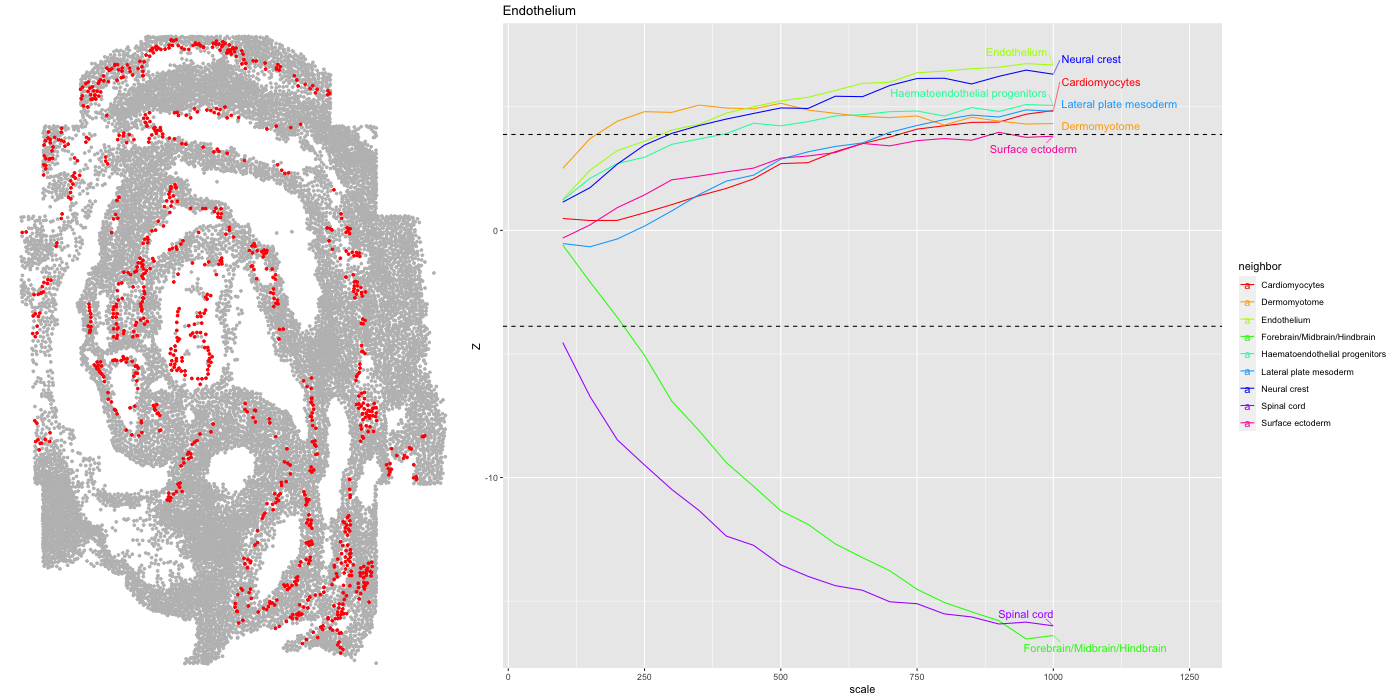 Endothelium
Endothelium
Neural crest
Cardiomyocytes
Haematoendothelial progenitors
Lateral plate mesoderm
Dermomyotome
Surface ectoderm
Spinal cord
Forebrain/Midbrain/Hindbrain
0
-10
Z
0
250
500
750
1000
1250
scale
neighbor
a Cardiomyocytes
a Dermomyotome
a Endothelium
a Forebrain/Midbrain/Hindbrain
a Haematoendothelial progenitors
a Lateral plate mesoderm
a Neural crest
a Spinal cord
a Surface ectoderm